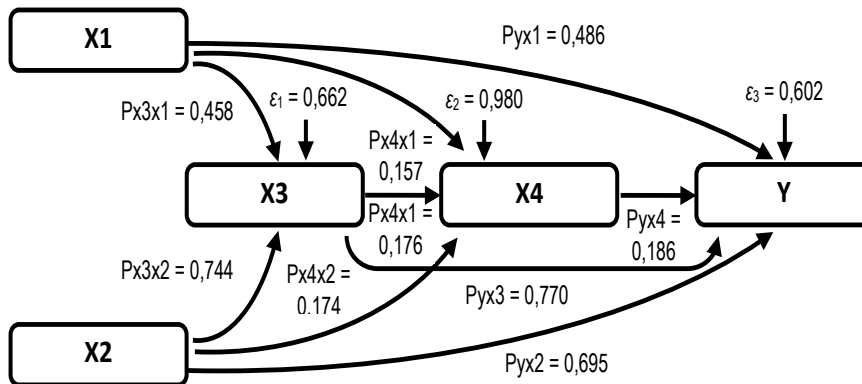 X1
Pyx1 = 0,486
Px3x1 = 0,458
ε1 = 0,662
ε2 = 0,980
ε3 = 0,602
Px4x1 =
0,157
X3
X4
Y
Px4x1 =
0,176
Pyx4 =
0,186
Px3x2 = 0,744
Px4x2 =
0.174
Pyx3 = 0,770
X2
Pyx2 = 0,695